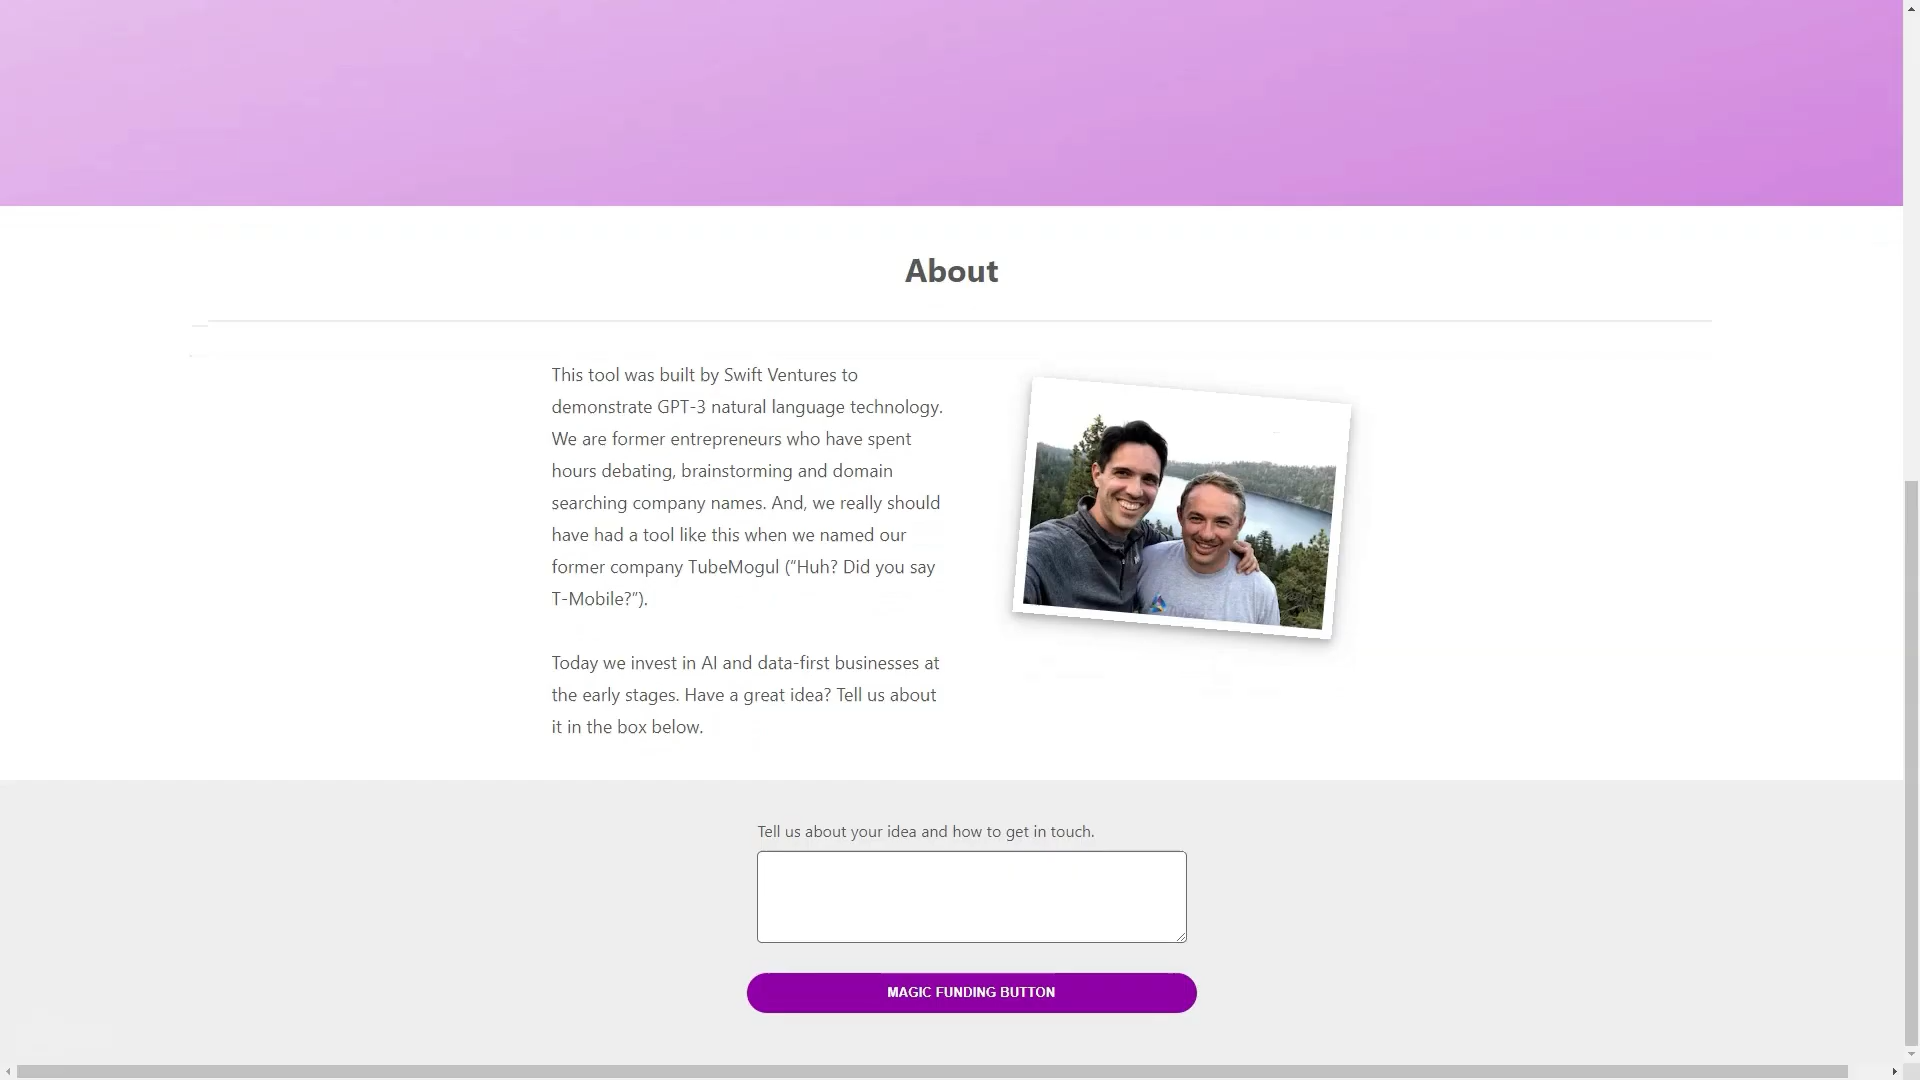 About
This tool was built by Swift Ventures to
demonstrate GPT-3 natural language technology.
We are former entrepreneurs who have spent
hours debating, brainstorming and domain
searching company names. And, we really should
have had a tool like this when we named our
former company TubeMogul (“Huh? Did you say
T-Mobile?”).
Today we invest in AI and data-first businesses at
the early stages. Have a great idea? Tell us about
it in the box below.
Tell us about your idea and how to get in touch.
MAGIC FUNDING BUTTON